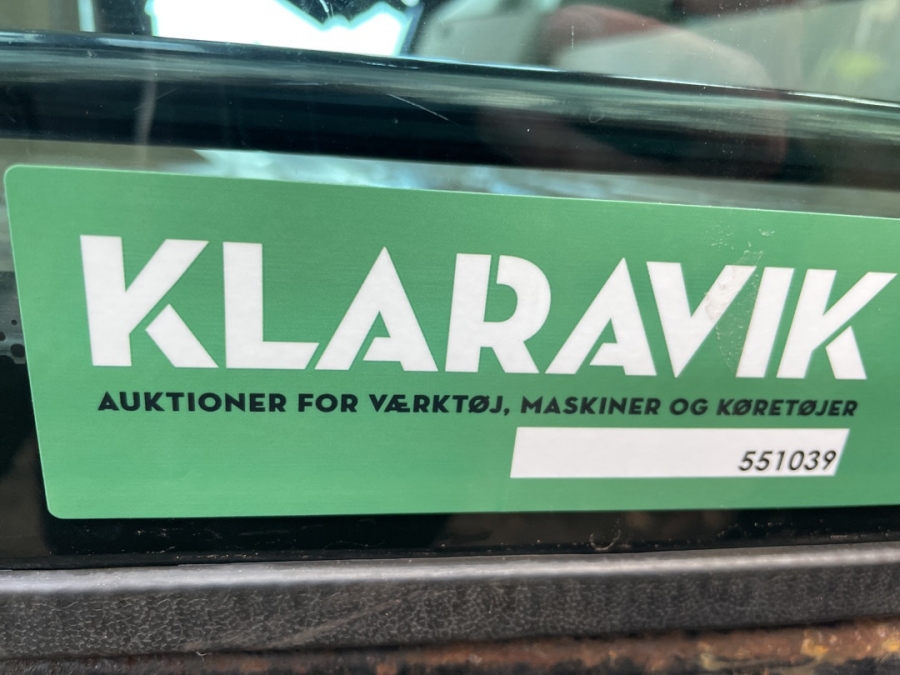 KLARAVIK
AUKTIONER FOR VÆRKTØJ, MASKINER OG KØRETØJER
551039